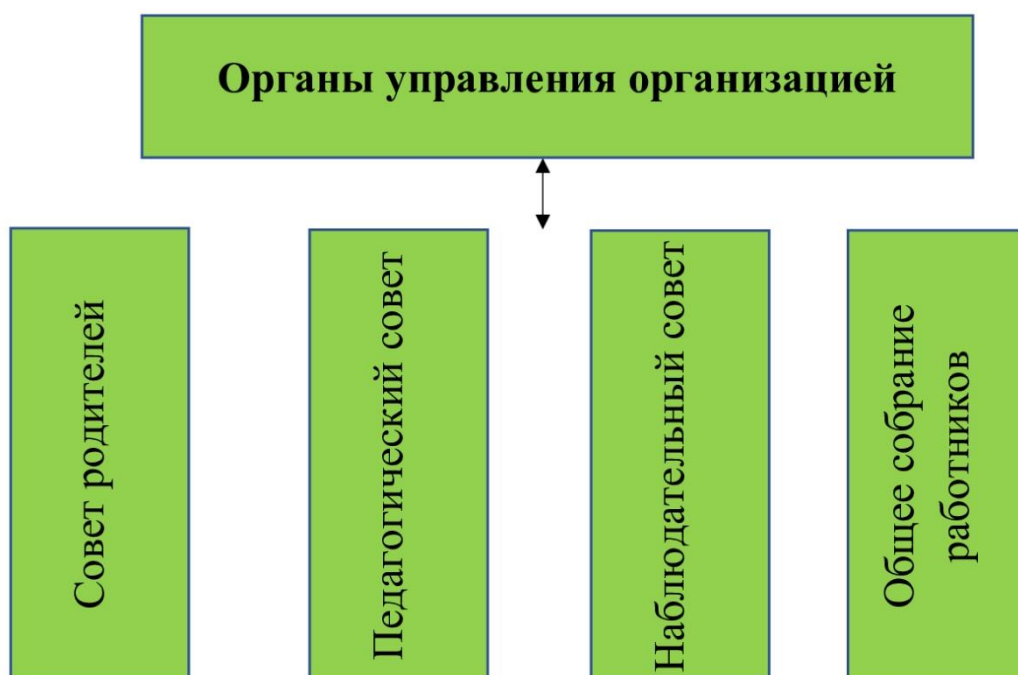 Органы управления организацией
Совет родителей
Педагогический совет
Наблюдательный совет
Общее собрание
работников